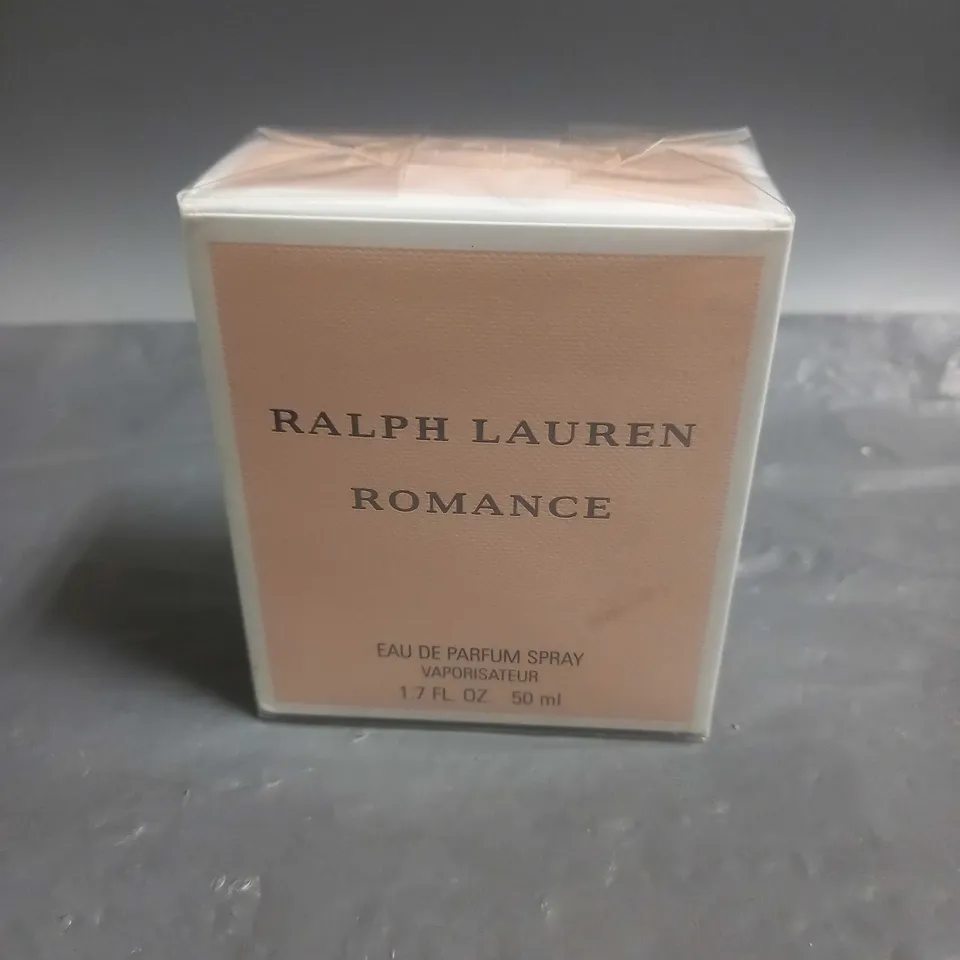 RALPH LAUREN
ROMANCE
EAU DE PARFUM SPRAY
VAPORISATEUR
1.7 FL. OZ. 50 ml